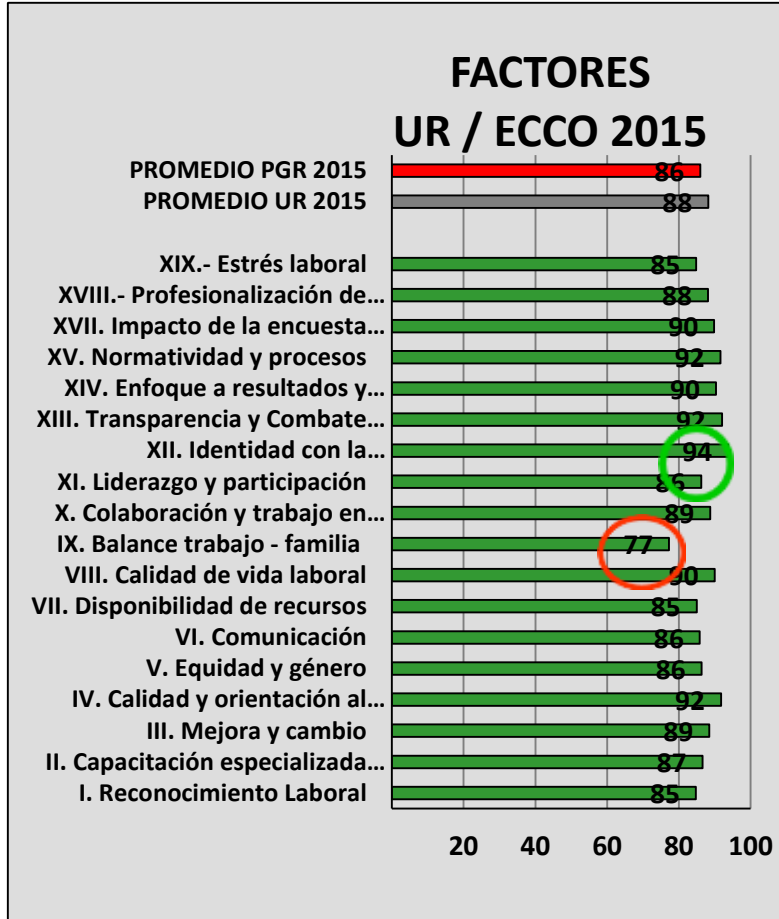 FACTORES
UR / ECCO 2015
PROMEDIO PGR 2015 86
PROMEDIO UR 2015 88
XIX.- Estrés laboral 85
XVIII.- Profesionalización de... 88
XVII. Impacto de la encuesta... 90
XV. Normatividad y procesos 92
XIV. Enfoque a resultados y... 90
XIII. Transparencia y Combate... 92
XII. Identidad con la... 94
XI. Liderazgo y participación 86
X. Colaboración y trabajo en... 89
IX. Balance trabajo - familia 77
VIII. Calidad de vida laboral 90
VII. Disponibilidad de recursos 85
VI. Comunicación 86
V. Equidad y género 86
IV. Calidad y orientación al... 92
III. Mejora y cambio 89
II. Capacitación especializada... 87
I. Reconocimiento Laboral 85
20 40 60 80 100